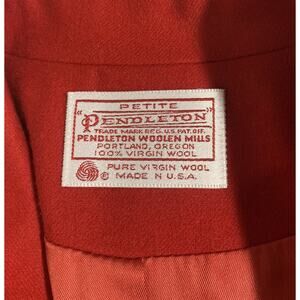 PETITE
"PENDLETON"
TRADE MARK REG. U.S. PAT. OFF.
PENDLETON WOOLEN MILLS
PORTLAND, OREGON
100% VIRGIN WOOL
PURE VIRGIN WOOL
© MADE IN U.S.A.